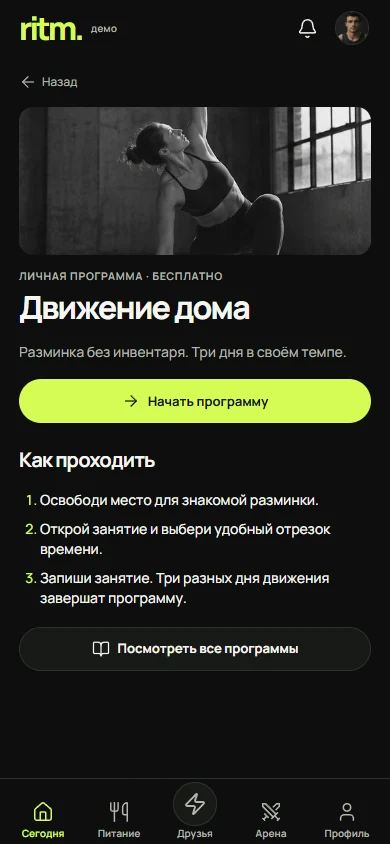 ritm. демо
Назад
ЛИЧНАЯ ПРОГРАММА · БЕСПЛАТНО
Движение дома
Разминка без инвентаря. Три дня в своём темпе.
Начать программу
Как проходить
1. Освободи место для знакомой разминки.
2. Открой занятие и выбери удобный отрезок
времени.
3. Запиши занятие. Три разных дня движения
завершат программу.
Посмотреть все программы
Сегодня Питание Друзья Арена Профиль